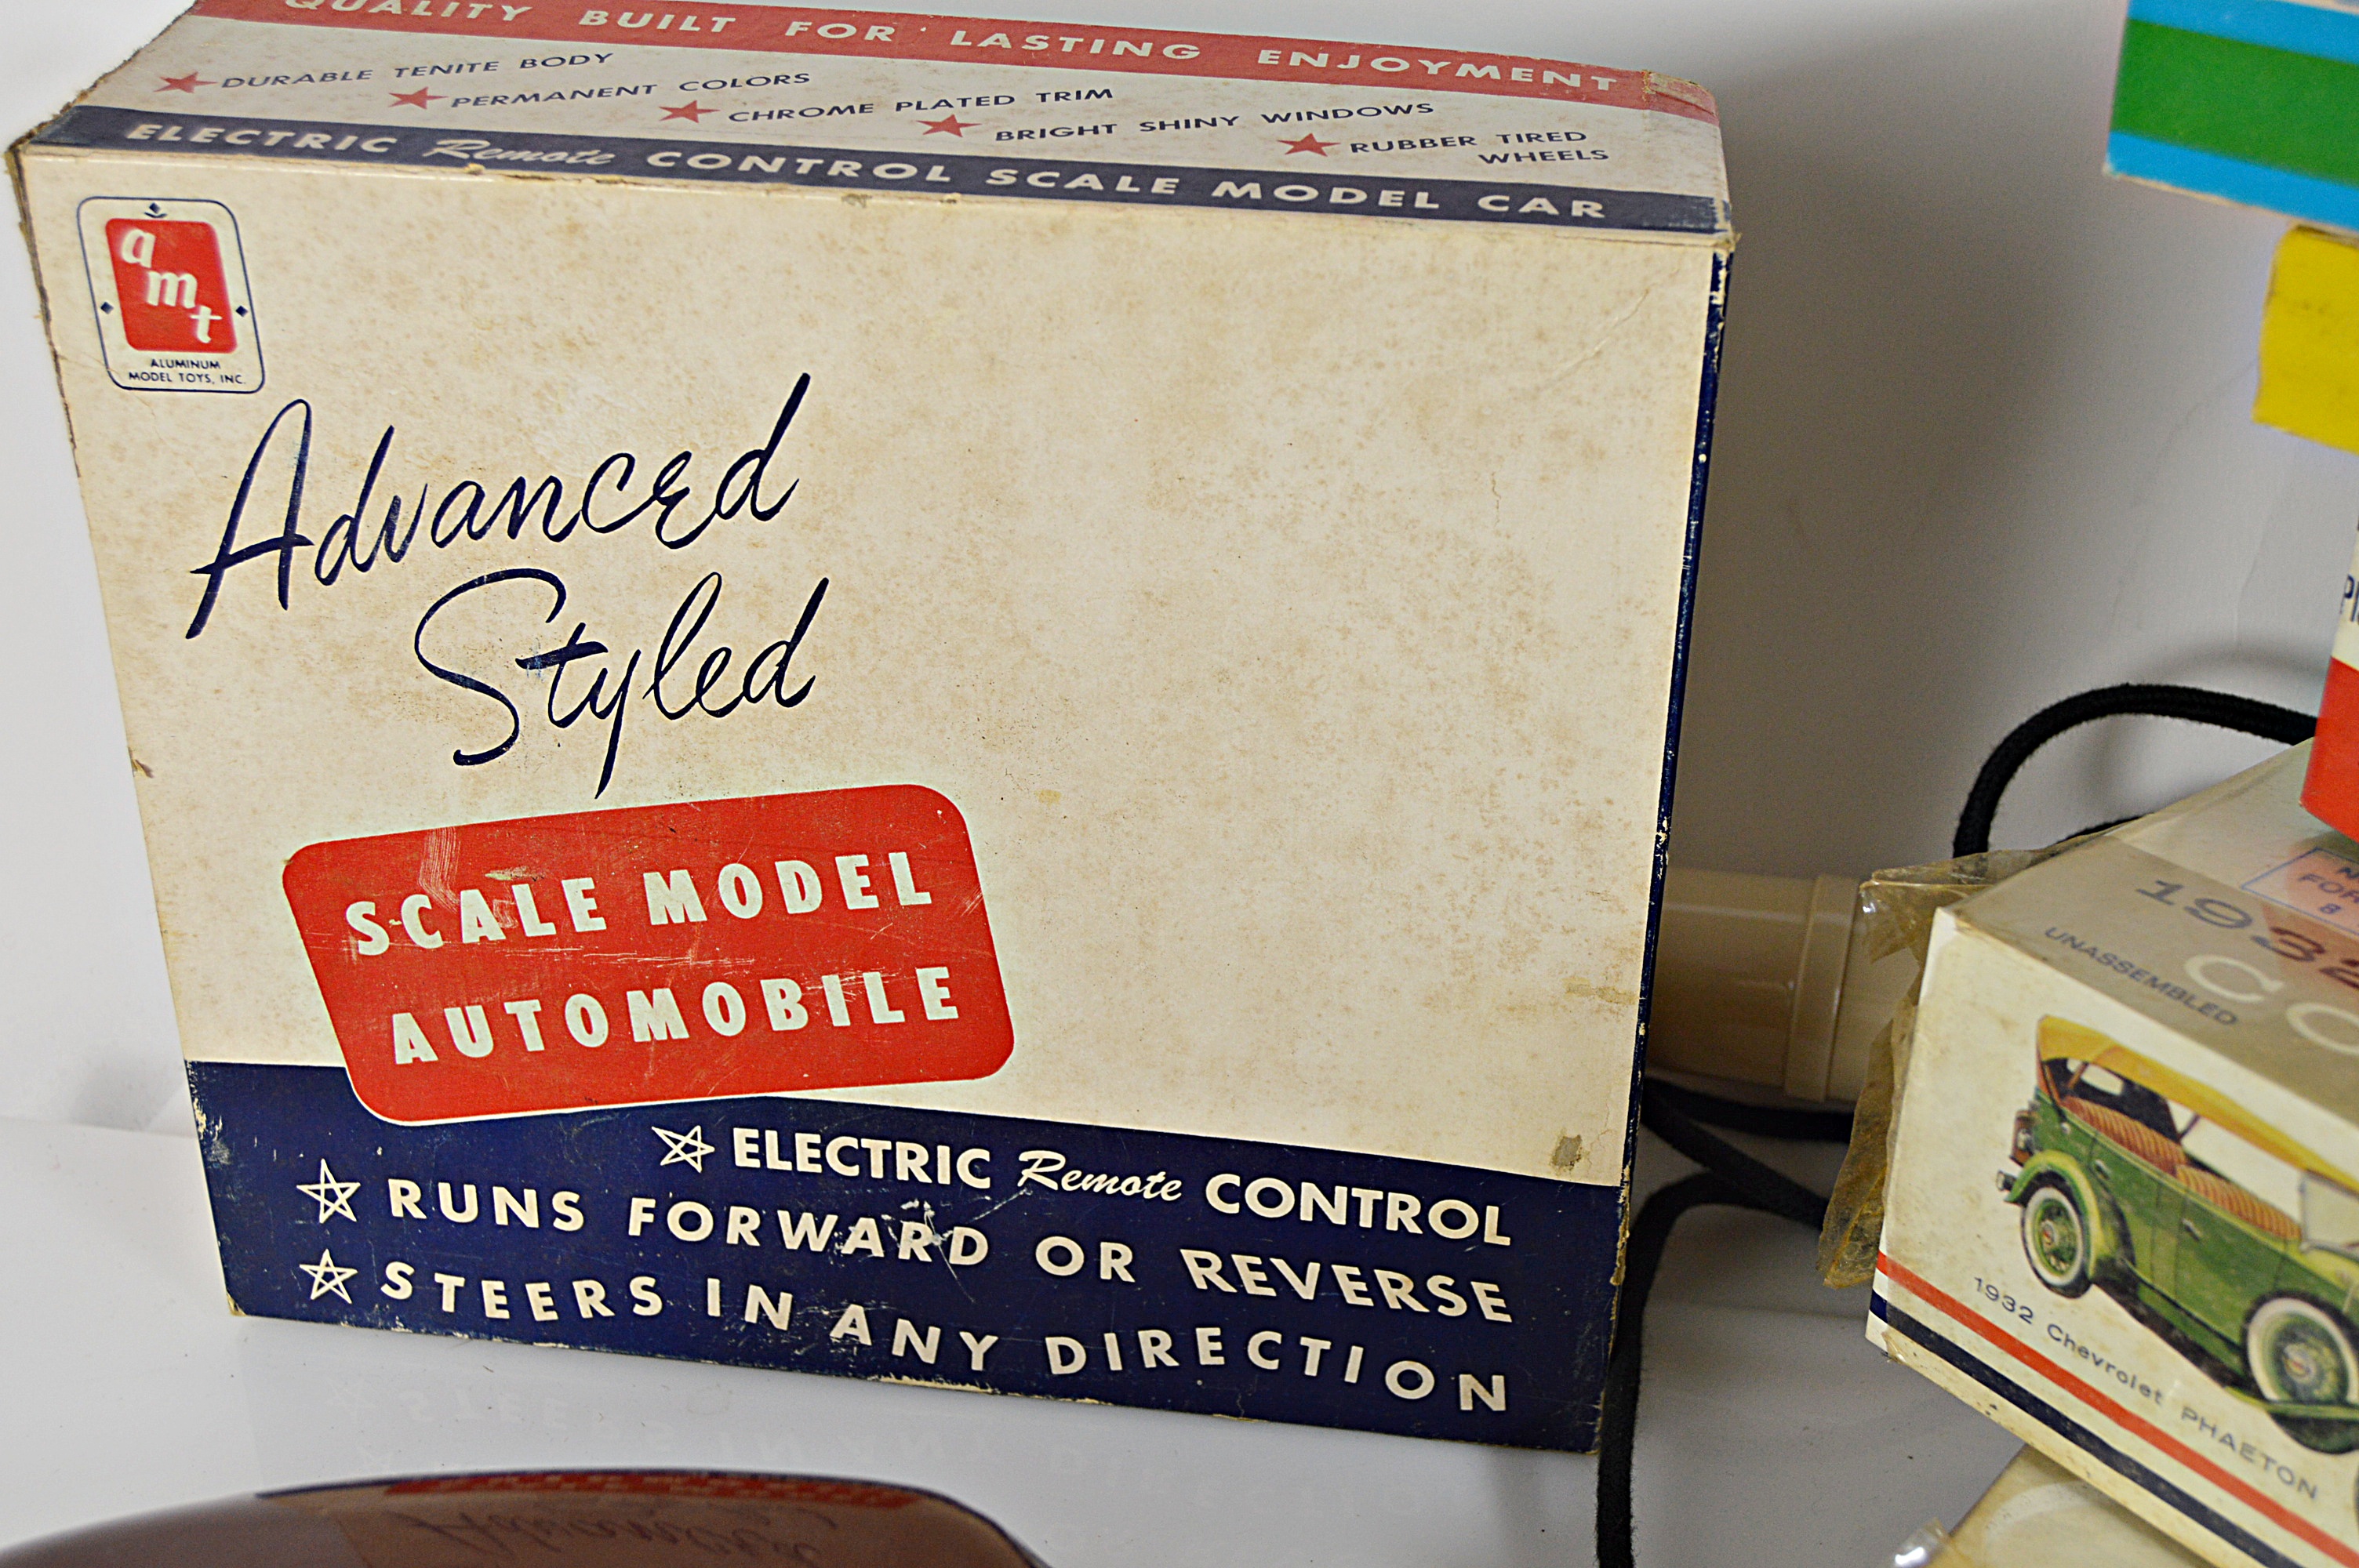 QUALITY BUILT FOR LASTING ENJOYMENT
DURABLE TENITE BODY
PERMANENT COLORS
CHROME PLATED TRIM
BRIGHT SHINY WINDOWS
RUBBER TIRED
WHEELS
ELECTRIC Remote CONTROL SCALE MODEL CAR
amt
ALUMINUM
MODEL TOYS, INC.
Advanced
Styled
SCALE MODEL
AUTOMOBILE
ELECTRIC Remote CONTROL
RUNS FORWARD OR REVERSE
STEERS IN ANY DIRECTION
1932
UNASSEMBLED
1932 Chevrolet PHAETON